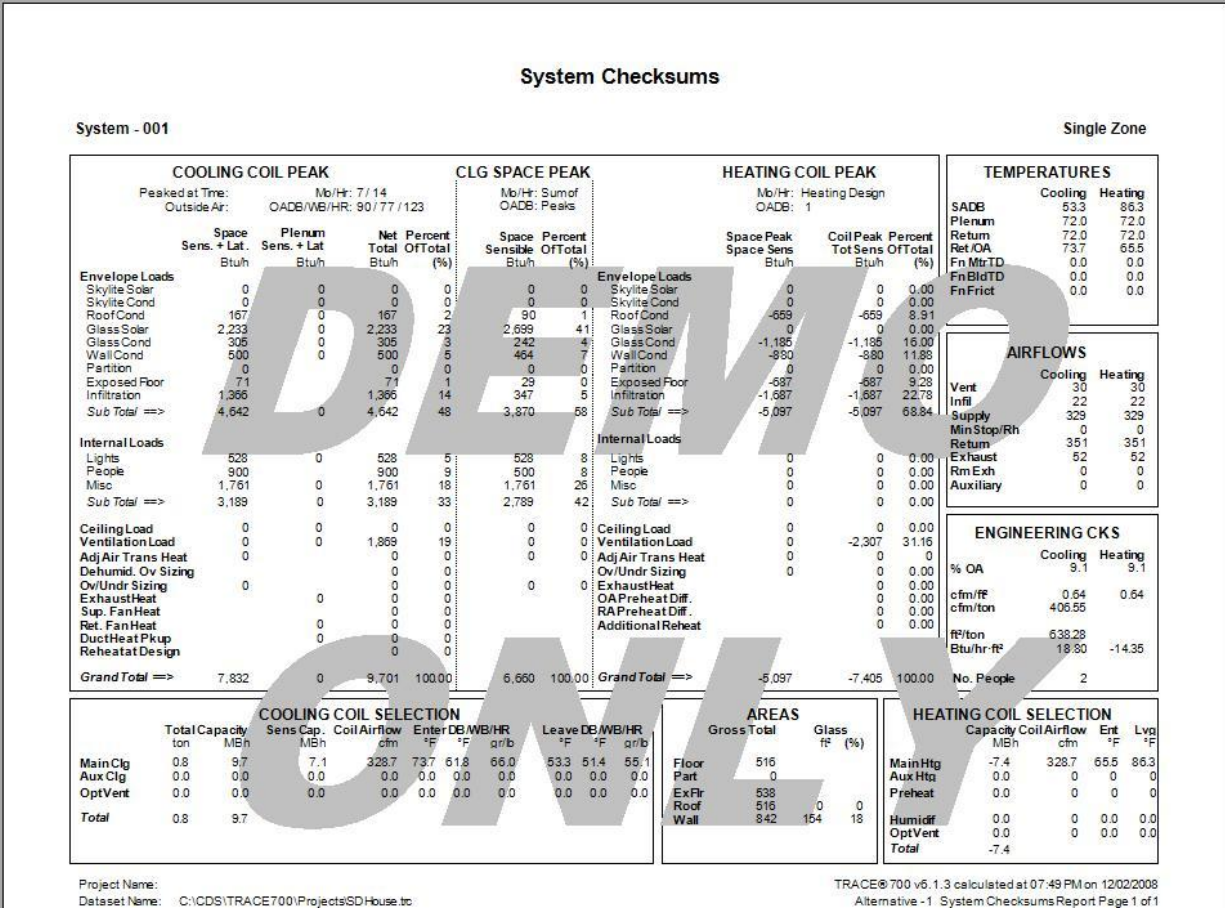 System Checksums
System - 001 Single Zone
COOLING COIL PEAK CLG SPACE PEAK HEATING COIL PEAK TEMPERATURES
Peaked at Time: Mo/Hr: 7 / 14 Mo/Hr: Sum of Mo/Hr: Heating Design
Outside Air: OADB/WB/HR: 90 / 77 / 123 OADB: Peaks OADB: 1
Cooling Heating
SADB 53.3 86.3
Plenum 72.0 72.0
Return 72.0 72.0
Ret/OA 73.7 65.5
Fn MtrTD 0.0 0.0
Fn BldTD 0.0 0.0
Fn Frict 0.0 0.0
Space Plenum Net Percent Space Percent Space Peak Coil Peak Percent
Sens. + Lat. Sens. + Lat Total Of Total Sensible Of Total Space Sens Tot Sens Of Total
Btu/h Btu/h Btu/h (%) Btu/h (%) Btu/h Btu/h (%)
Envelope Loads Envelope Loads
Skylite Solar 0 0 0 0 0 0 Skylite Solar 0 0 0.00
Skylite Cond 0 0 0 0 0 0 Skylite Cond 0 0 0.00
Roof Cond 167 0 167 2 90 1 Roof Cond -659 -659 8.91
Glass Solar 2,233 0 2,233 23 2,699 41 Glass Solar 0 0 0.00
Glass Cond 305 0 305 3 242 4 Glass Cond -1,185 -1,185 16.00
Wall Cond 500 0 500 5 464 7 Wall Cond -880 -880 11.88
Partition 0 0 0 0 0 Partition 0 0 0.00
Exposed Floor 71 71 1 29 0 Exposed Floor -687 -687 9.28
Infiltration 1,366 1,366 14 347 5 Infiltration -1,687 -1,687 22.78
Sub Total ==> 4,642 0 4,642 48 3,870 58 Sub Total ==> -5,097 -5,097 68.84
AIRFLOWS
Cooling Heating
Vent 30 30
Infil 22 22
Supply 329 329
MinStop/Rh 0 0
Return 351 351
Exhaust 52 52
Rm Exh 0 0
Auxiliary 0 0
Internal Loads Internal Loads
Lights 528 0 528 5 528 8 Lights 0 0 0.00
People 900 900 9 500 8 People 0 0 0.00
Misc 1,761 0 1,761 18 1,761 26 Misc 0 0 0.00
Sub Total ==> 3,189 0 3,189 33 2,789 42 Sub Total ==> 0 0 0.00
Ceiling Load 0 0 0 0 0 0 Ceiling Load 0 0 0.00
Ventilation Load 0 0 1,869 19 0 0 Ventilation Load 0 -2,307 31.16
Adj Air Trans Heat 0 0 0 0 0 Adj Air Trans Heat 0 0 0
Dehumid. Ov Sizing 0 0 Ov/Undr Sizing 0 0 0.00
Ov/Undr Sizing 0 0 0 0 0 Exhaust Heat 0 0.00
Exhaust Heat 0 0 0 OA Preheat Diff. 0 0.00
Sup. Fan Heat 0 0 RA Preheat Diff. 0 0.00
Ret. Fan Heat 0 0 0 Additional Reheat 0 0.00
Duct Heat Pkup 0 0 0
Reheat at Design 0 0
Grand Total ==> 7,832 0 9,701 100.00 6,660 100.00 Grand Total ==> -5,097 -7,405 100.00
ENGINEERING CKS
Cooling Heating
% OA 9.1 9.1
cfm/ft² 0.64 0.64
cfm/ton 406.55
ft²/ton 638.28
Btu/hr·ft² 18.80 -14.35
No. People 2
COOLING COIL SELECTION
Total Capacity Sens Cap. Coil Airflow Enter DB/WB/HR Leave DB/WB/HR
ton MBh MBh cfm °F °F gr/lb °F °F gr/lb
Main Clg 0.8 9.7 7.1 328.7 73.7 61.8 66.0 53.3 51.4 55.1
Aux Clg 0.0 0.0 0.0 0.0 0.0 0.0 0.0 0.0 0.0 0.0
Opt Vent 0.0 0.0 0.0 0.0 0.0 0.0 0.0 0.0 0.0 0.0
Total 0.8 9.7
AREAS
Gross Total Glass
ft² (%)
Floor 516
Part 0
ExFlr 538
Roof 516 0 0
Wall 842 154 18
HEATING COIL SELECTION
Capacity Coil Airflow Ent Lvg
MBh cfm °F °F
Main Htg -7.4 328.7 65.5 86.3
Aux Htg 0.0 0 0 0
Preheat 0.0 0 0 0
Humidif 0.0 0 0.0 0.0
Opt Vent 0.0 0 0.0 0.0
Total -7.4
DEMO
ONLY
Project Name: TRACE® 700 v6.1.3 calculated at 07:49 PM on 12/02/2008
Dataset Name: C:\CDS\TRACE700\Projects\SDHouse.trc Alternative - 1 System Checksums Report Page 1 of 1